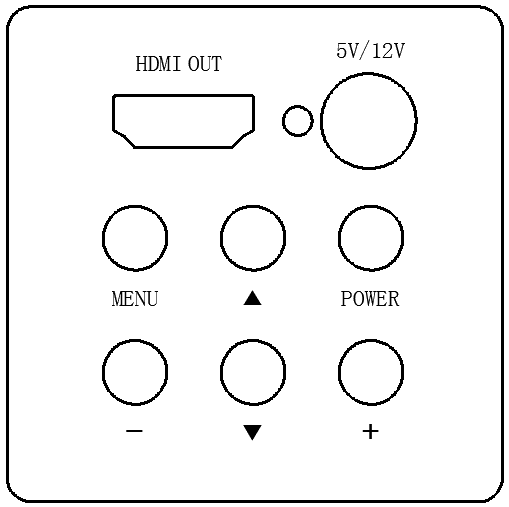 5V/12V
HDMI OUT
MENU ▲ POWER
− ▼ +